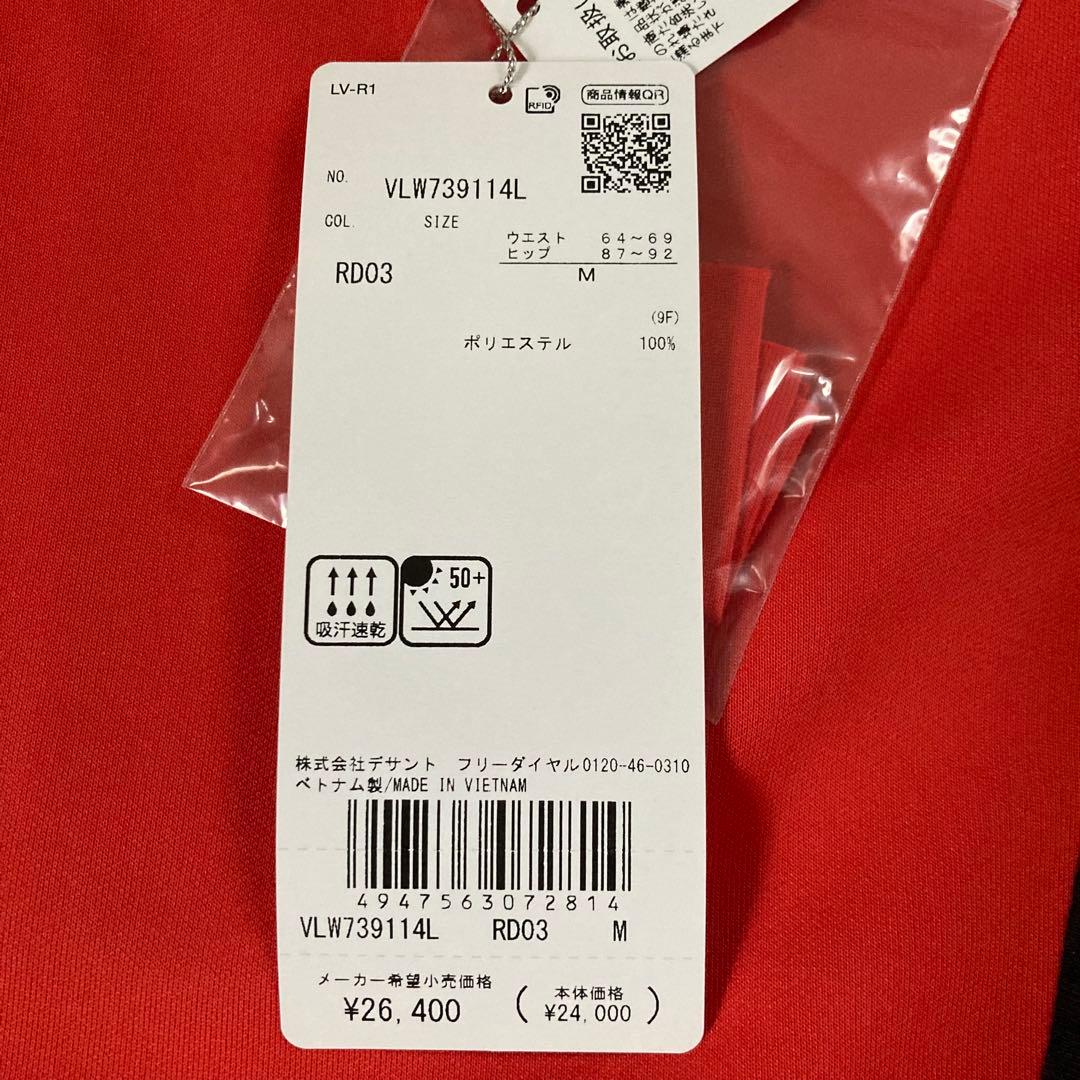 お取扱い
LV-R1
RFID
商品情報QR
NO. VLW739114L
COL. SIZE
ウエスト 64～69
ヒップ 87～92
RD03 M
(9F)
ポリエステル 100%
吸汗速乾
50+
株式会社デサント フリーダイヤル0120-46-0310
ベトナム製/MADE IN VIETNAM
4947563072814
VLW739114L RD03 M
メーカー希望小売価格
¥26,400 (本体価格 ¥24,000)